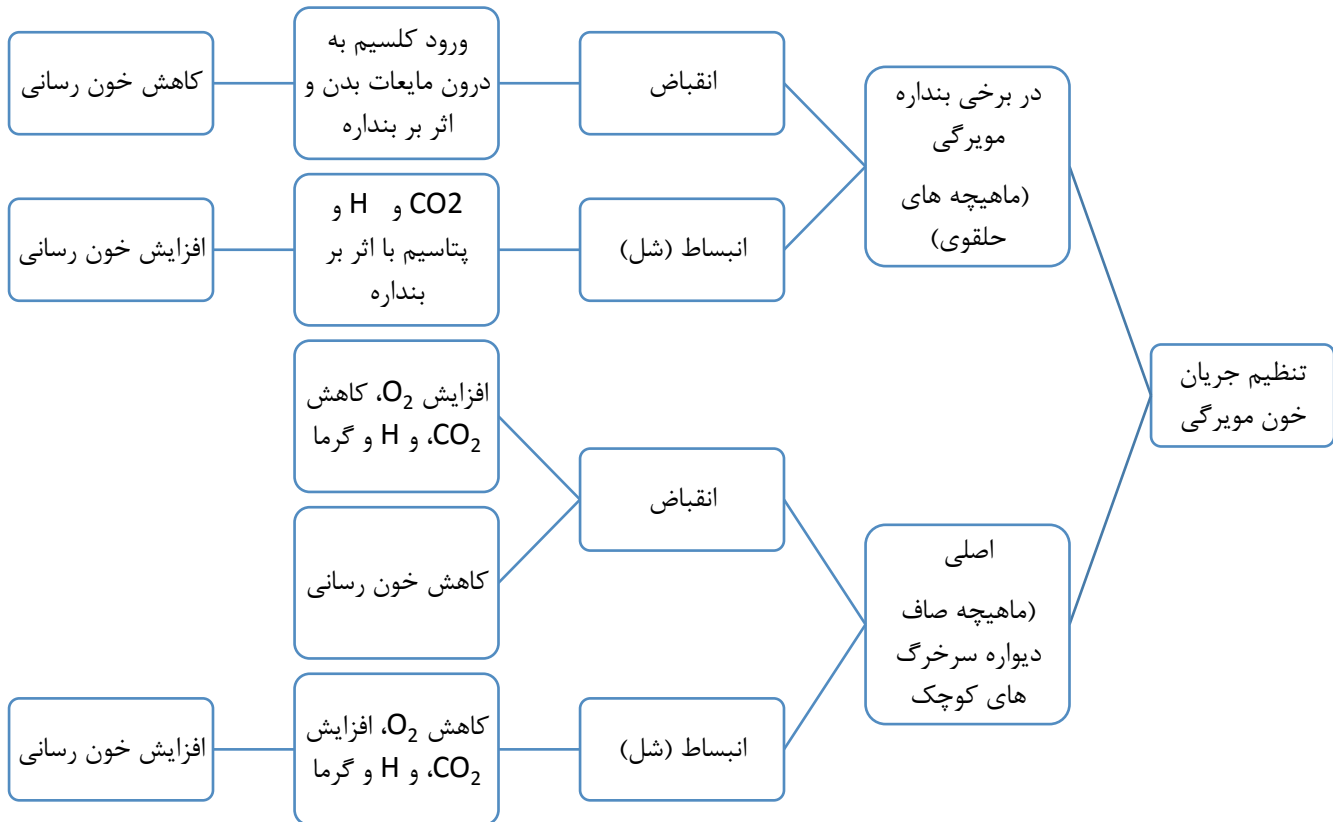 تنظیم جریان
خون مویرگی
در برخی بنداره
مویرگی
(ماهیچه های
حلقوی)
انقباض
ورود کلسیم به
درون مایعات بدن و
اثر بر بنداره
کاهش خون رسانی
انبساط (شل)
CO2 و H و
پتاسیم با اثر بر
بنداره
افزایش خون رسانی
اصلی
(ماهیچه صاف
دیواره سرخرگ
های کوچک
انقباض
افزایش O₂، کاهش
CO₂، و H و گرما
کاهش خون رسانی
انبساط (شل)
کاهش O₂، افزایش
CO₂، و H و گرما
افزایش خون رسانی